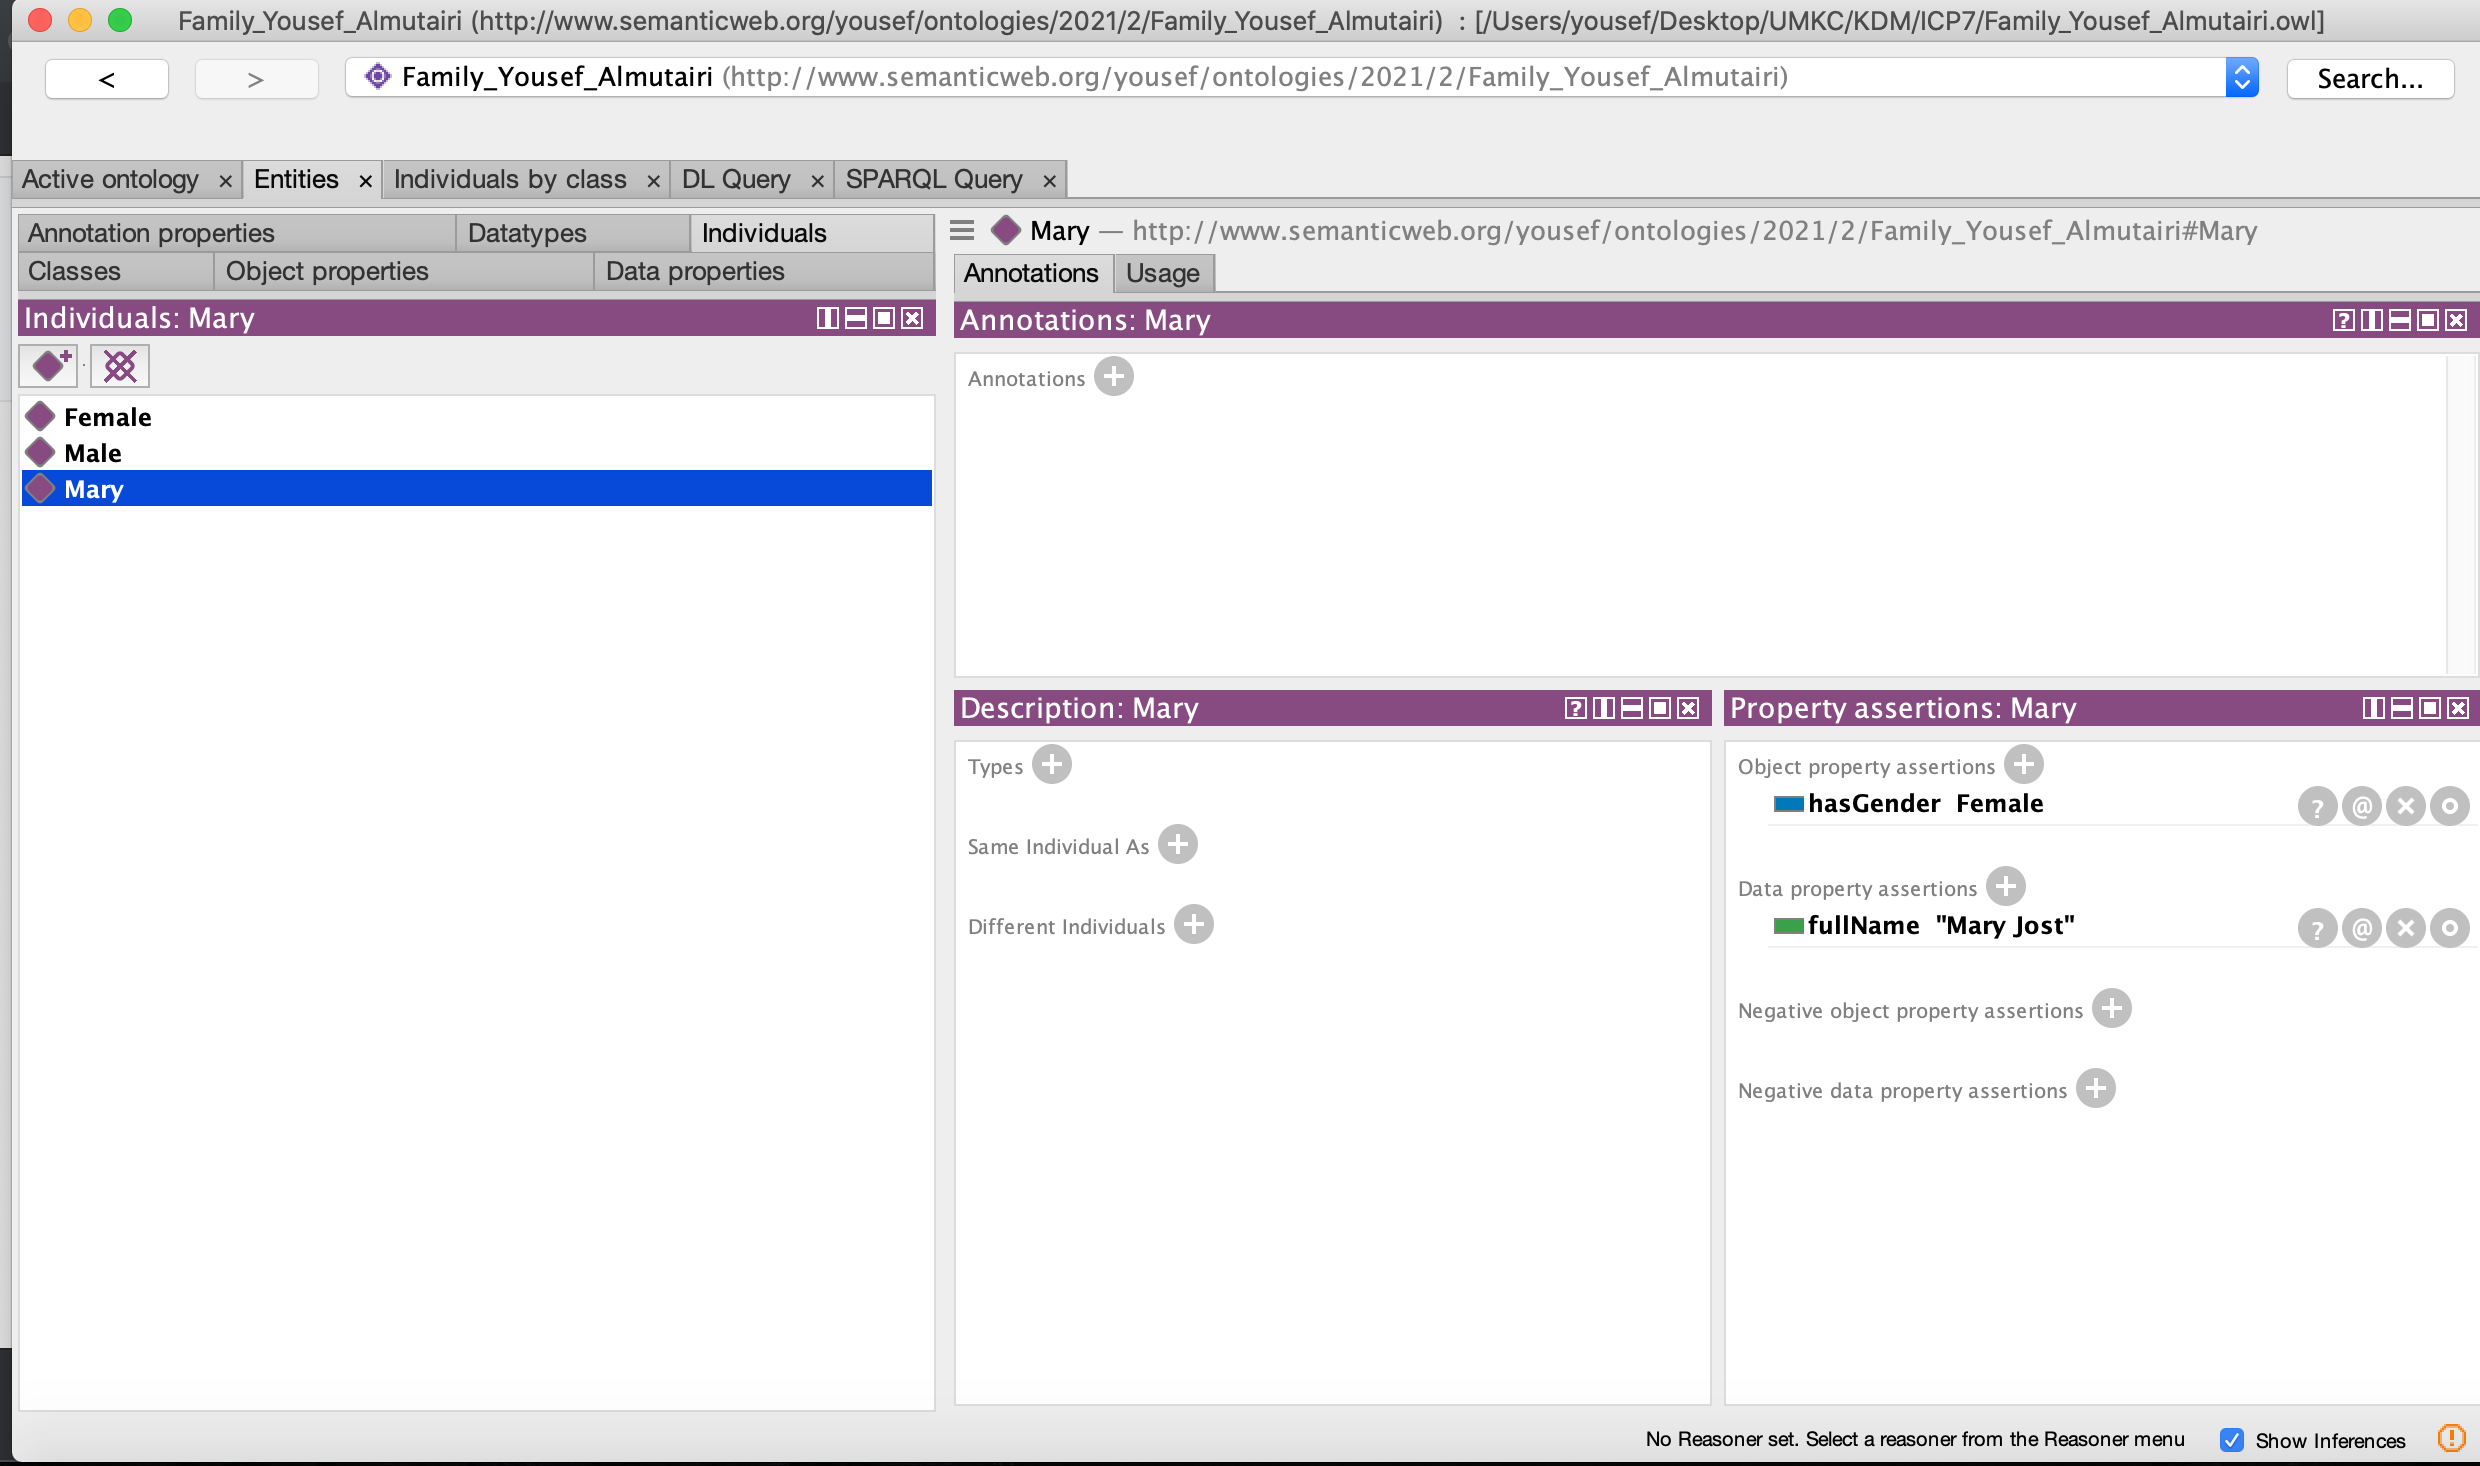 Family_Yousef_Almutairi (http://www.semanticweb.org/yousef/ontologies/2021/2/Family_Yousef_Almutairi) : [/Users/yousef/Desktop/UMKC/KDM/ICP7/Family_Yousef_Almutairi.owl]
< > Family_Yousef_Almutairi (http://www.semanticweb.org/yousef/ontologies/2021/2/Family_Yousef_Almutairi) Search...
Active ontology × Entities × Individuals by class × DL Query × SPARQL Query ×
Annotation properties Datatypes Individuals
Classes Object properties Data properties
Individuals: Mary
Female
Male
Mary
Mary — http://www.semanticweb.org/yousef/ontologies/2021/2/Family_Yousef_Almutairi#Mary
Annotations Usage
Annotations: Mary
Annotations
Description: Mary
Types
Same Individual As
Different Individuals
Property assertions: Mary
Object property assertions
hasGender Female
Data property assertions
fullName "Mary Jost"
Negative object property assertions
Negative data property assertions
No Reasoner set. Select a reasoner from the Reasoner menu Show Inferences